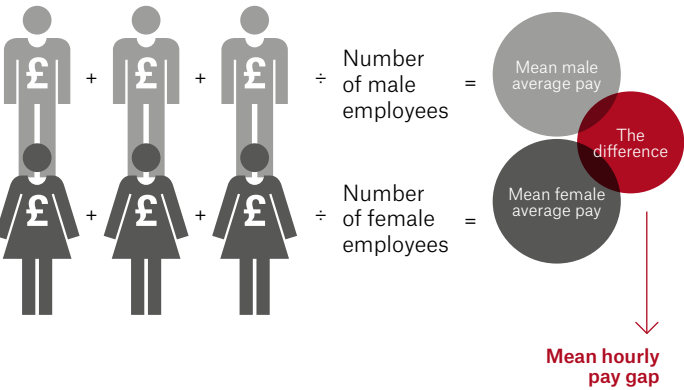 £ + £ + £ ÷ Number
of male
employees
=
Mean male
average pay
The
difference
£ + £ + £ ÷ Number
of female
employees
=
Mean female
average pay
Mean hourly
pay gap